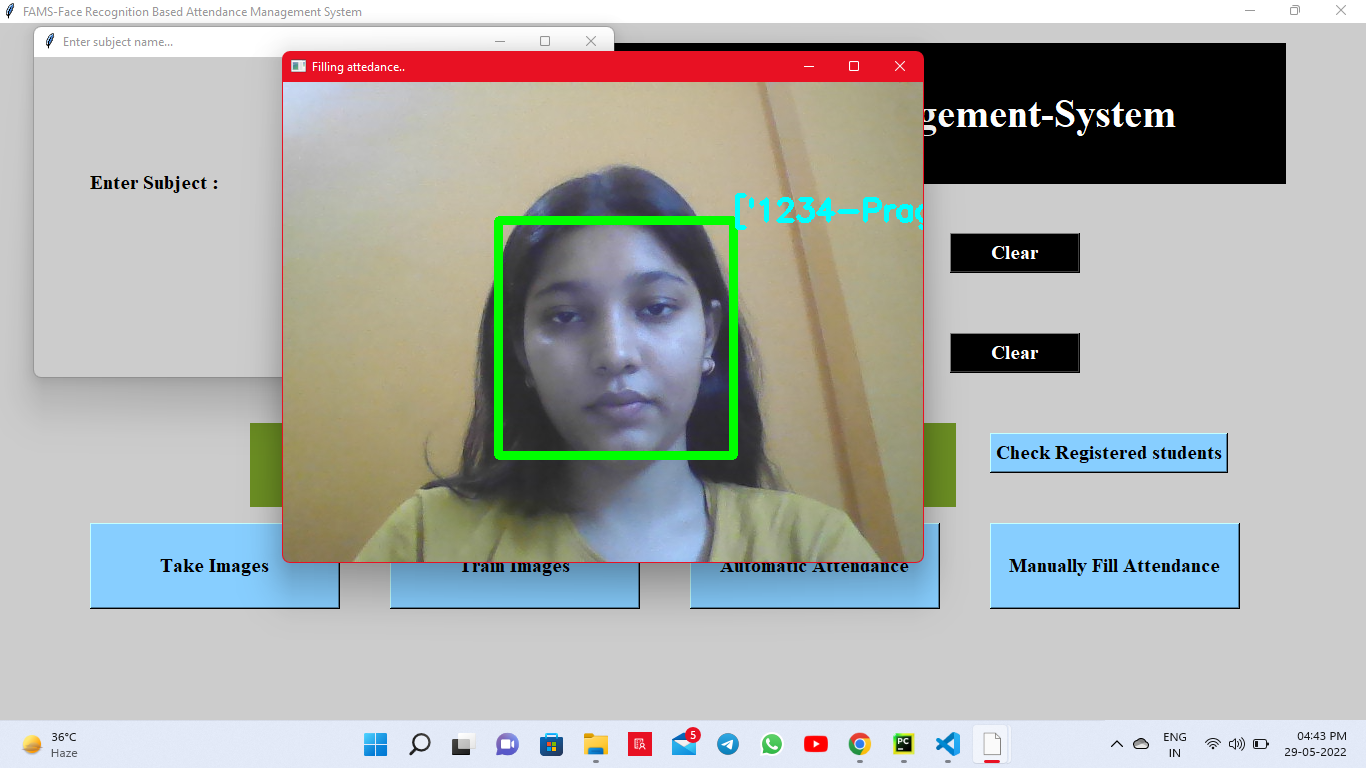 FAMS-Face Recognition Based Attendance Management System
Enter subject name...
Filling attedance..
gement-System
Enter Subject :
['1234-Prag
Clear
Clear
Check Registered students
Take Images
Train Images
Automatic Attendance
Manually Fill Attendance
36°C
Haze
5
PC
ENG
IN
04:43 PM
29-05-2022